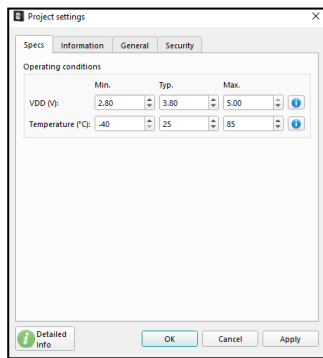 Project settings
Specs Information General Security
Operating conditions
Min. Typ. Max.
VDD (V): 2.80 3.80 5.00
Temperature (°C): -40 25 85
Detailed
Info
OK Cancel Apply